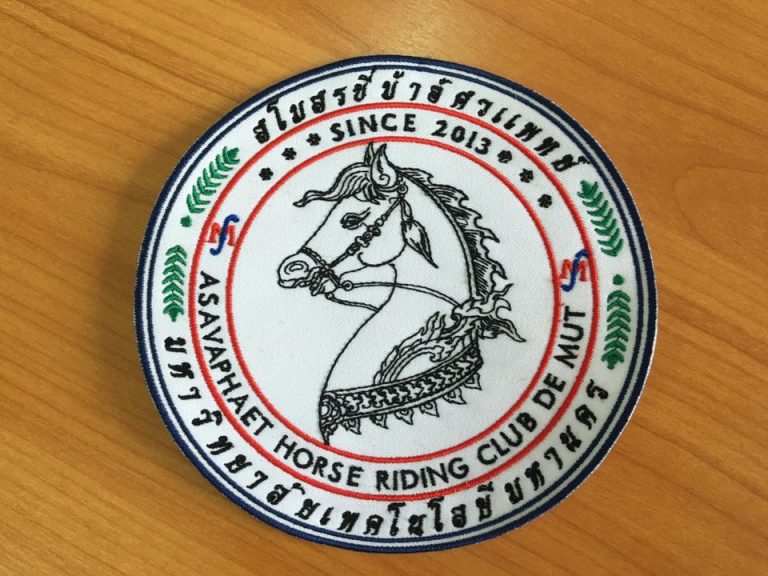 สโมสรขี่ม้าอัศวแพทย์
SINCE 2013
ASAVAPHAET HORSE RIDING CLUB DE MUT
มหาวิทยาลัยเทคโนโลยีมหานคร